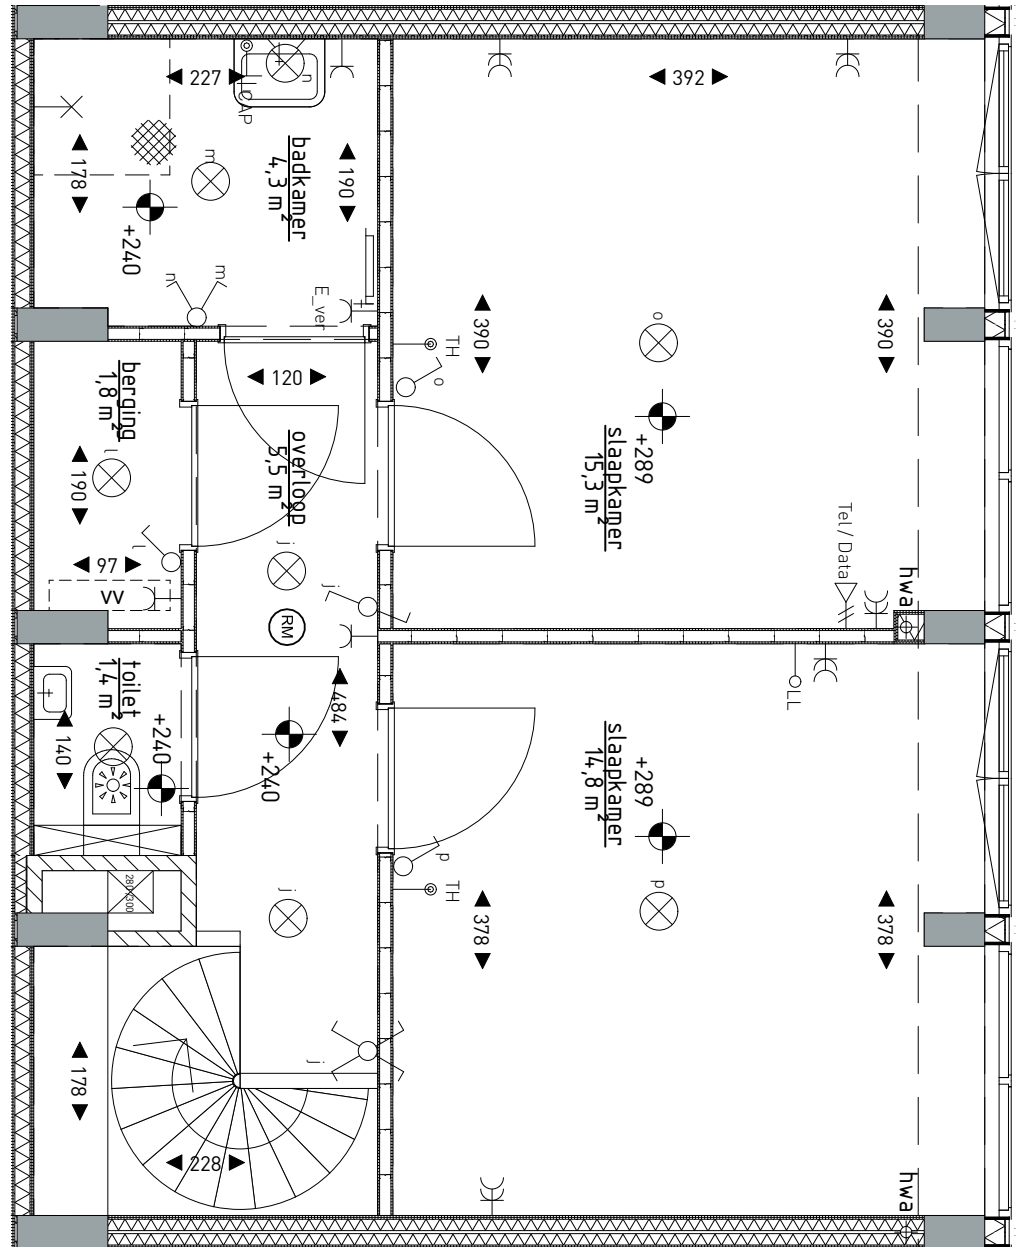 227
392
CAP
n
m
badkamer
4,3 m²
178
190
+240
n
m
E_ver
390
390
o
TH
o
120
berging
1,8 m²
l
190
overloop
5,5 m²
+289
slaapkamer
15,3 m²
j
Tel / Data
l
97
VV
j
hwa
RM
toilet
1,4 m²
484
LL
+240
140
+240
+289
slaapkamer
14,8 m²
p
TH
p
280x300
j
378
378
j
178
228
hwa